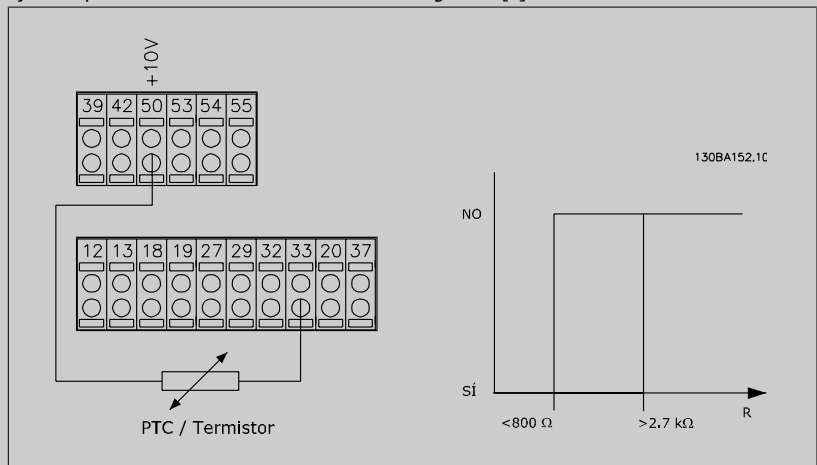 +10V
39 42 50 53 54 55
12 13 18 19 27 29 32 33 20 37
PTC / Termistor
130BA152.10
NO
SÍ
<800 Ω
>2.7 kΩ
R